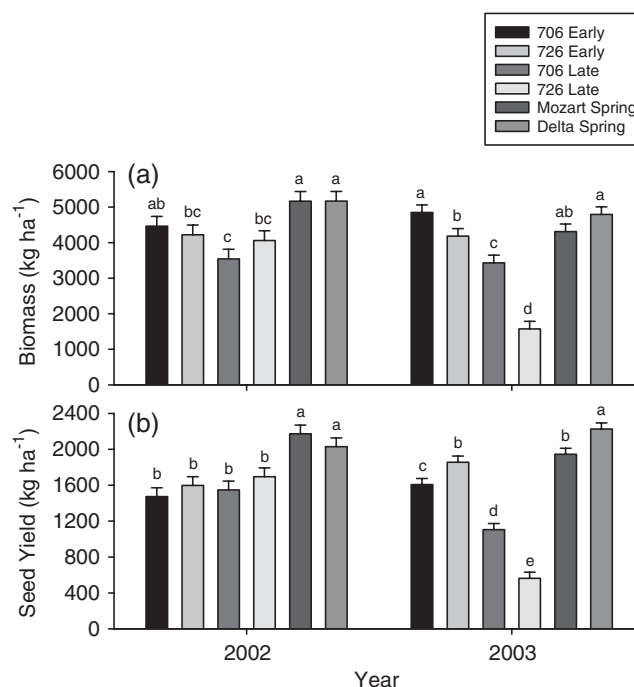 706 Early
726 Early
706 Late
726 Late
Mozart Spring
Delta Spring
(a)
Biomass (kg ha⁻¹)
6000
5000
4000
3000
2000
1000
0
ab
bc
c
bc
a
a
a
b
c
d
ab
a
(b)
Seed Yield (kg ha⁻¹)
2400
2000
1600
1200
800
400
0
b
b
b
b
a
a
c
b
d
e
b
a
2002
2003
Year